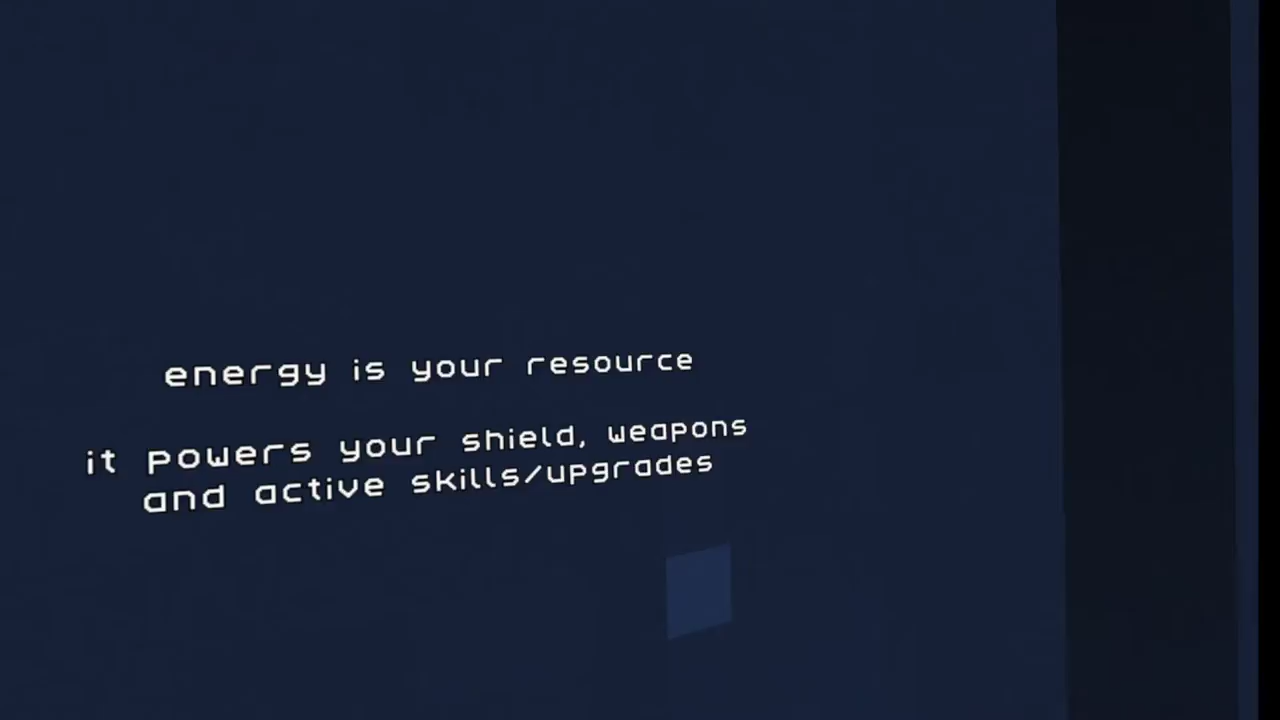 energy is your resource
it powers your shield, weapons
and active skills/upgrades